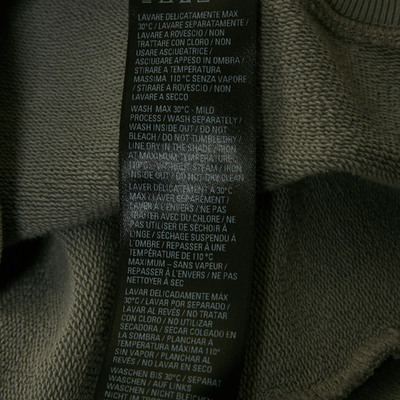 LAVARE DELICATAMENTE MAX
30°C / LAVARE SEPARATAMENTE /
LAVARE A ROVESCIO / NON
TRATTARE CON CLORO / NON
USARE ASCIUGATRICE /
ASCIUGARE APPESO IN OMBRA /
STIRARE A TEMPERATURA
MASSIMA 110°C SENZA VAPORE
/ STIRARE A ROVESCIO / NON
LAVARE A SECCO
WASH MAX 30°C - MILD
PROCESS / WASH SEPARATELY /
WASH INSIDE OUT / DO NOT
BLEACH / DO NOT TUMBLE DRY /
LINE DRY IN THE SHADE / IRON
AT MAXIMUM TEMPERATURE
110°C WITHOUT STEAM / IRON
INSIDE OUT / DO NOT DRY CLEAN
LAVER DÉLICATEMENT À 30°C
MAX / LAVER SÉPARÉMENT /
LAVER À L'ENVERS / NE PAS
TRAITER AVEC DU CHLORE / NE
PAS UTILISER DE SÉCHOIR À
LINGE / SÉCHAGE SUSPENDU À
L'OMBRE / REPASSER À UNE
TEMPÉRATURE DE 110°C
MAXIMUM – SANS VAPEUR /
REPASSER À L'ENVERS / NE PAS
NETTOYER À SEC
LAVAR DELICADAMENTE MÁX
30°C / LAVAR POR SEPARADO /
LAVAR AL REVÉS / NO TRATAR
CON CLORO / NO UTILIZAR
SECADORA / SECAR COLGADO EN
LA SOMBRA / PLANCHAR A
TEMPERATURA MÁXIMA 110°
SIN VAPOR / PLANCHAR AL
REVÉS / NO LAVAR EN SECO
WASCHEN BIS 30°C / SEPARAT
WASCHEN / AUF LINKS
WASCHEN / NICHT BLEICHEN